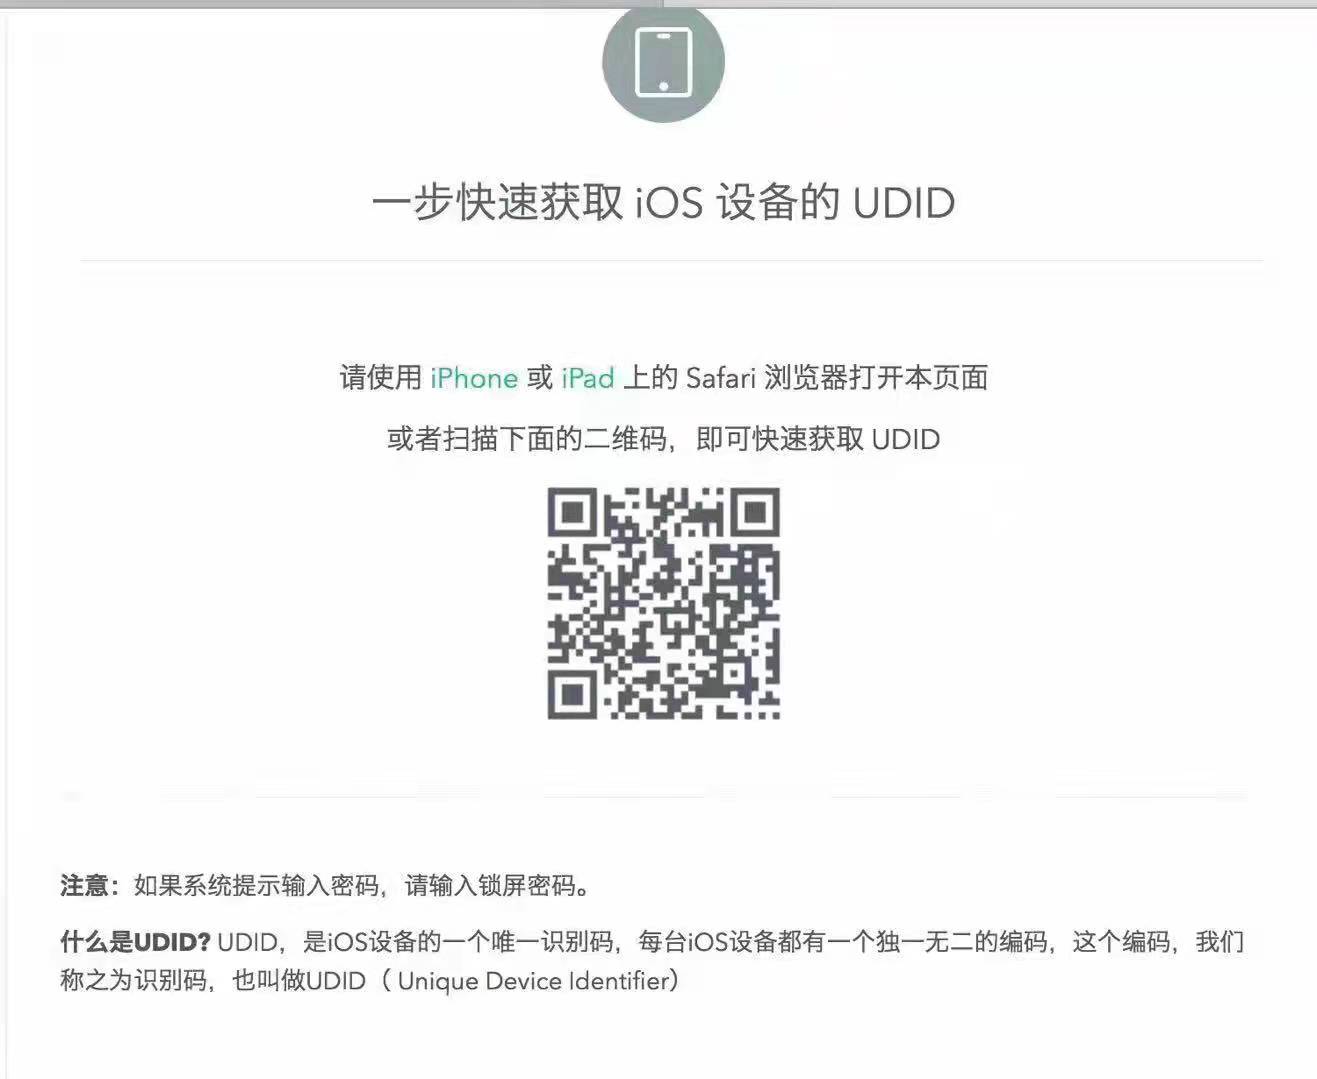 一步快速获取 iOS 设备的 UDID
请使用 iPhone 或 iPad 上的 Safari 浏览器打开本页面
或者扫描下面的二维码，即可快速获取 UDID
注意：如果系统提示输入密码，请输入锁屏密码。
什么是UDID? UDID，是iOS设备的一个唯一识别码，每台iOS设备都有一个独一无二的编码，这个编码，我们
称之为识别码，也叫做UDID（ Unique Device Identifier）